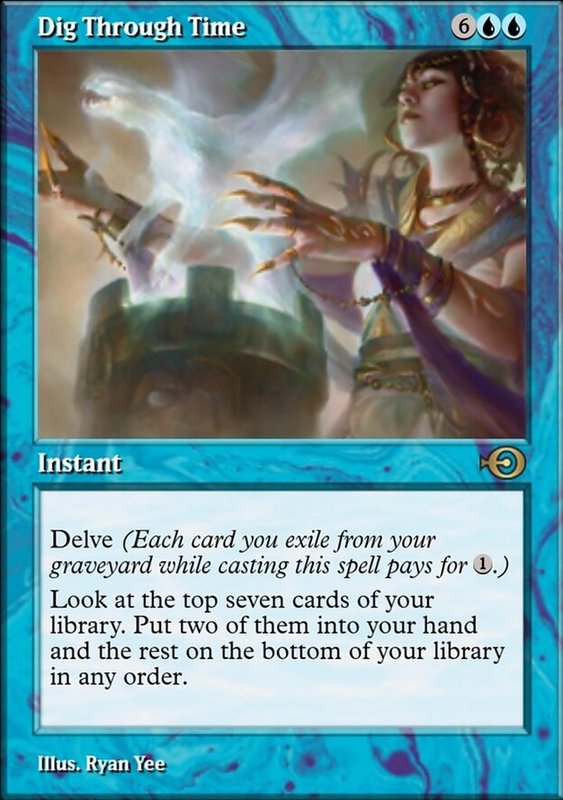 Dig Through Time 6
Instant
Delve (Each card you exile from your
graveyard while casting this spell pays for 1.)
Look at the top seven cards of your
library. Put two of them into your hand
and the rest on the bottom of your library
in any order.
Illus. Ryan Yee